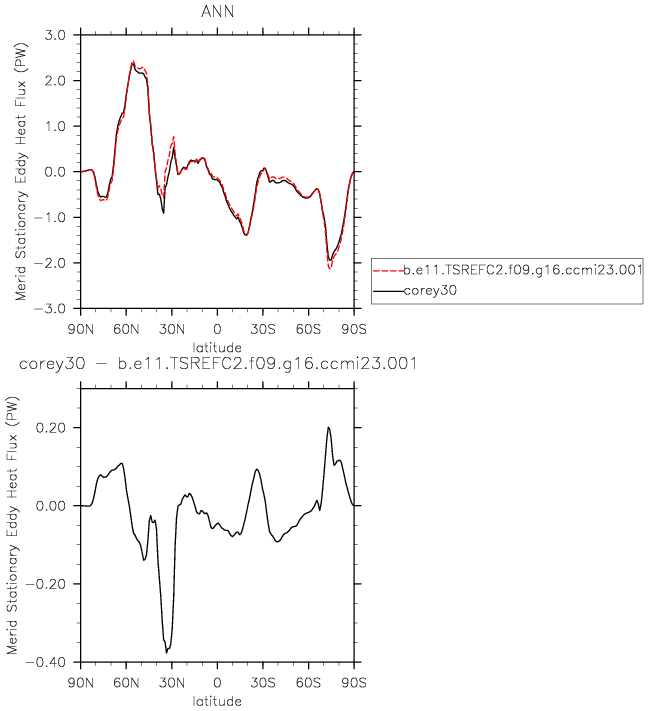 ANN
Merid Stationary Eddy Heat Flux (PW)
3.0
2.0
1.0
0.0
−1.0
−2.0
−3.0
90N 60N 30N 0 30S 60S 90S
latitude
b.e11.TSREFC2.f09.g16.ccmi23.001
corey30
corey30 − b.e11.TSREFC2.f09.g16.ccmi23.001
Merid Stationary Eddy Heat Flux (PW)
0.20
0.00
−0.20
−0.40
90N 60N 30N 0 30S 60S 90S
latitude